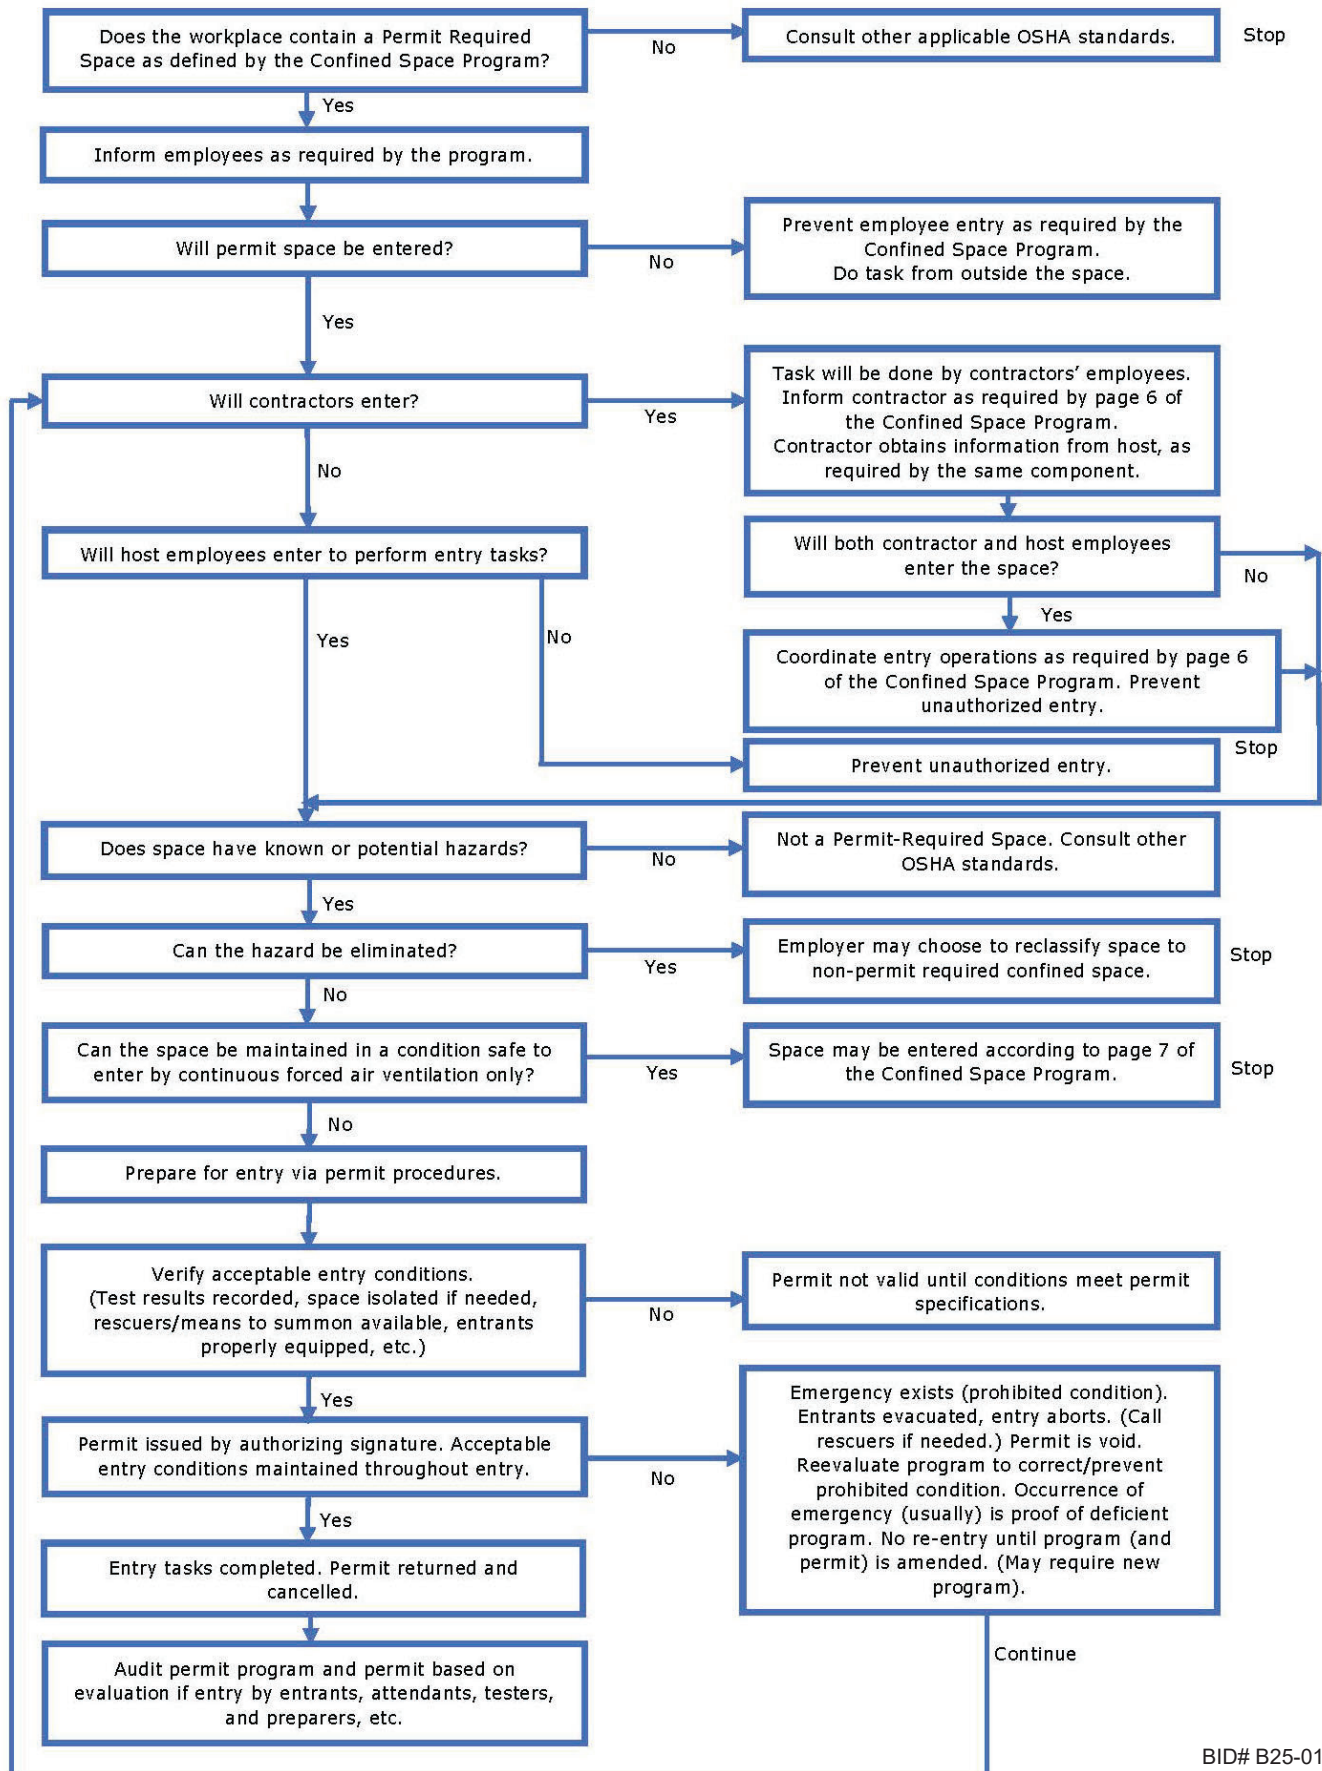 Does the workplace contain a Permit Required
Space as defined by the Confined Space Program?
No
Consult other applicable OSHA standards.
Stop
Yes
Inform employees as required by the program.
Will permit space be entered?
No
Prevent employee entry as required by the
Confined Space Program.
Do task from outside the space.
Yes
Will contractors enter?
Yes
Task will be done by contractors’ employees.
Inform contractor as required by page 6 of
the Confined Space Program.
Contractor obtains information from host, as
required by the same component.
No
Will host employees enter to perform entry tasks?
Will both contractor and host employees
enter the space?
No
Yes
Yes
No
Coordinate entry operations as required by page 6
of the Confined Space Program. Prevent
unauthorized entry.
Stop
Prevent unauthorized entry.
Does space have known or potential hazards?
No
Not a Permit-Required Space. Consult other
OSHA standards.
Yes
Can the hazard be eliminated?
Yes
Employer may choose to reclassify space to
non-permit required confined space.
Stop
No
Can the space be maintained in a condition safe to
enter by continuous forced air ventilation only?
Yes
Space may be entered according to page 7 of
the Confined Space Program.
Stop
No
Prepare for entry via permit procedures.
Verify acceptable entry conditions.
(Test results recorded, space isolated if needed,
rescuers/means to summon available, entrants
properly equipped, etc.)
No
Permit not valid until conditions meet permit
specifications.
Yes
Permit issued by authorizing signature. Acceptable
entry conditions maintained throughout entry.
No
Emergency exists (prohibited condition).
Entrants evacuated, entry aborts. (Call
rescuers if needed.) Permit is void.
Reevaluate program to correct/prevent
prohibited condition. Occurrence of
emergency (usually) is proof of deficient
program. No re-entry until program (and
permit) is amended. (May require new
program).
Yes
Entry tasks completed. Permit returned and
cancelled.
Continue
Audit permit program and permit based on
evaluation if entry by entrants, attendants, testers,
and preparers, etc.
BID# B25-01